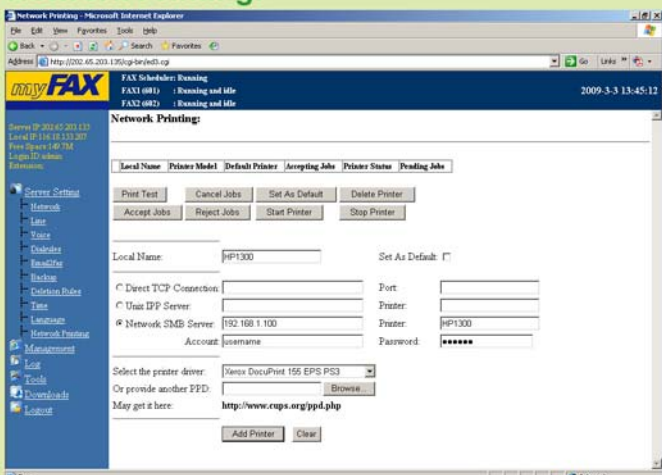 Network Printing - Microsoft Internet Explorer
File Edit View Favorites Tools Help
Back Search Favorites
Address http://202.65.203.135/cgi-bin/ed3.cgi Go Links
myFAX
FAX Scheduler: Running
FAX1 (601) : Running and idle
FAX2 (602) : Running and idle
2009-3-3 13:45:12
Server IP 202.65.203.135
Local IP 116.18.133.207
Free Space 149.7M
Login ID admin
Extension:
Server Setting
Network
Line
Voice
Dialrules
Email2Fax
Backup
Deletion Rules
Time
Language
Network Printing
Management
Log
Tools
Downloads
Logout
Network Printing:
Local Name Printer Model Default Printer Accepting Jobs Printer Status Pending Jobs
Print Test Cancel Jobs Set As Default Delete Printer
Accept Jobs Reject Jobs Start Printer Stop Printer
Local Name: HP1300 Set As Default:
Direct TCP Connection: Port:
Unix IPP Server: Printer:
Network SMB Server: 192.168.1.100 Printer: HP1300
Account: username Password: ••••••
Select the printer driver: Xerox DocuPrint 155 EPS PS3
Or provide another PPD: Browse...
May get it here: http://www.cups.org/ppd.php
Add Printer Clear